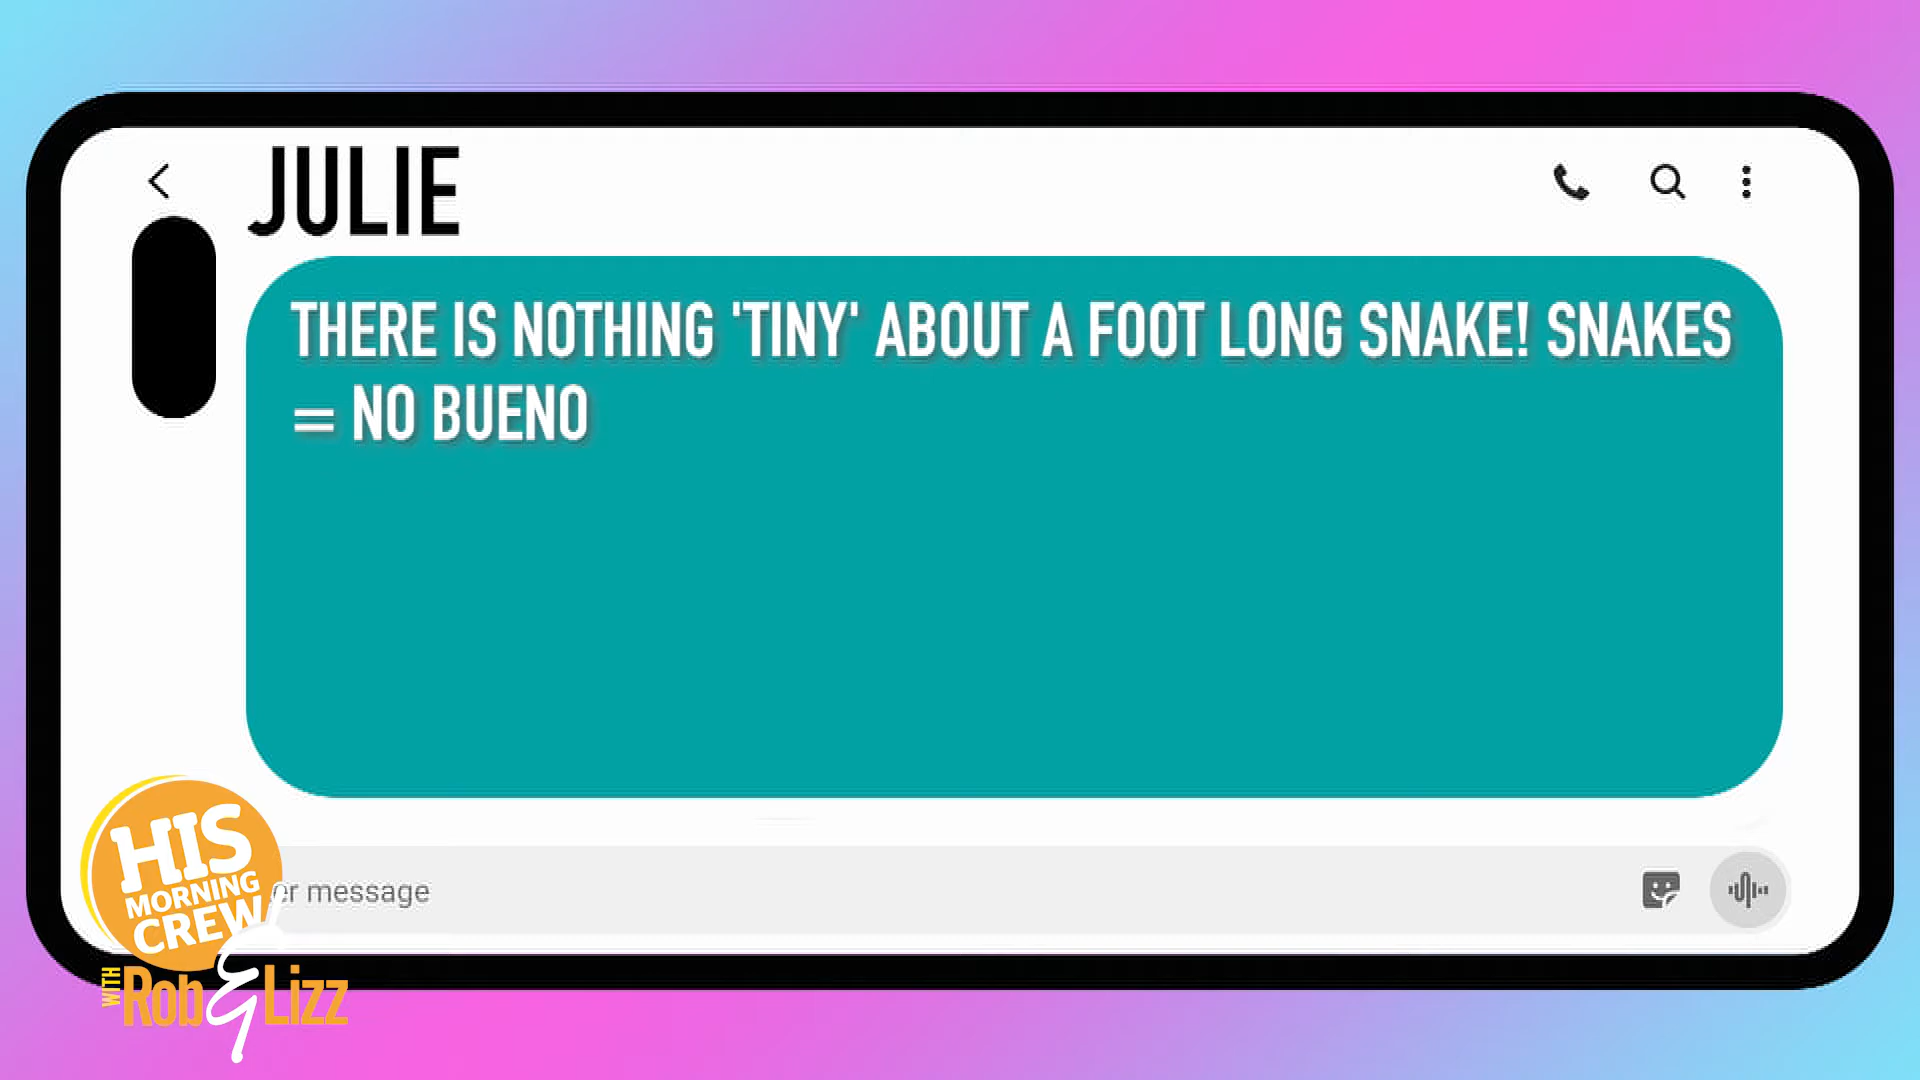 JULIE
THERE IS NOTHING 'TINY' ABOUT A FOOT LONG SNAKE! SNAKES
= NO BUENO
er message
HIS
MORNING
CREW
WITH Rob & Lizz